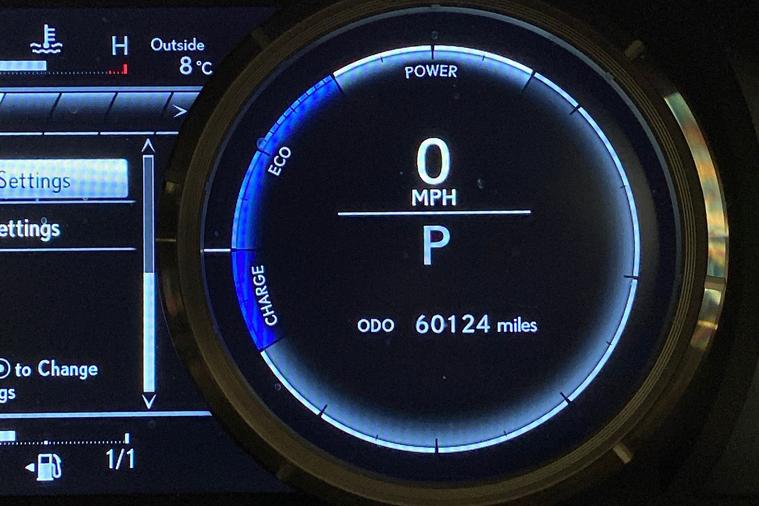 H
Outside
8°C
>
Settings
ettings
to Change
gs
1/1
POWER
ECO
CHARGE
0
MPH
P
ODO 60124 miles